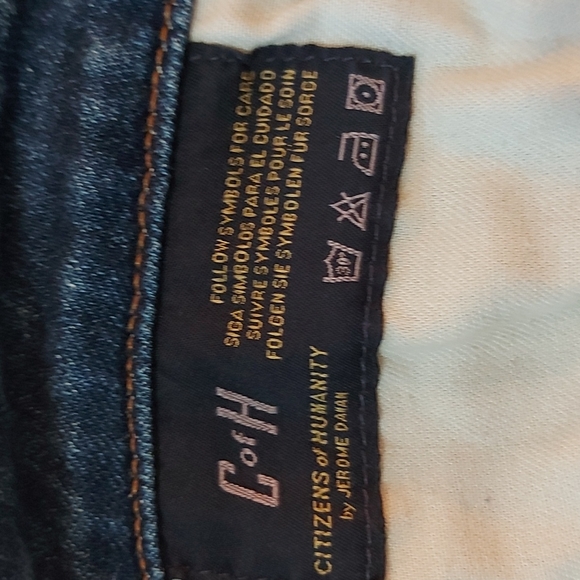 FOLLOW SYMBOLS FOR CARE
SIGA SIMBOLOS PARA EL CUIDADO
SUIVRE SYMBOLES POUR LE SOIN
FOLGEN SIE SYMBOLEN FUR SORGE
30°
C of H
CITIZENS of HUMANITY
by JEROME DAHAN